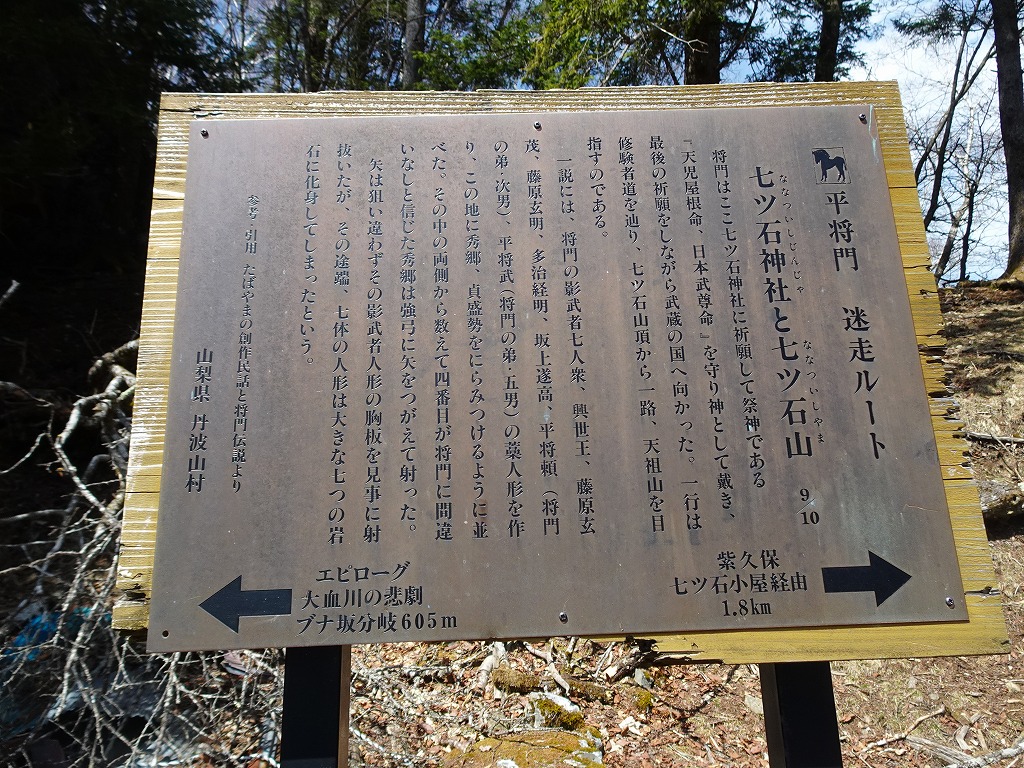 平将門 迷走ルート
ななついしじんじゃ ななついしやま
七ツ石神社と七ツ石山 9/10
将門はここ七ツ石神社に祈願して祭神である
『天児屋根命、日本武尊命』を守り神として戴き、
最後の祈願をしながら武蔵の国へ向かった。一行は
修験者道を辿り、七ツ石山頂から一路、天祖山を目
指すのである。
一説には、将門の影武者七人衆、興世王、藤原玄
茂、藤原玄明、多治経明、坂上遂高、平将頼(将門
の弟・次男)、平将武(将門の弟・五男)の藁人形を作
り、この地に秀郷、貞盛勢をにらみつけるように並
べた。その中の両側から数えて四番目が将門に間違
いなしと信じた秀郷は強弓に矢をつがえて射った。
矢は狙い違わずその影武者人形の胸板を見事に射
抜いたが、その途端、七体の人形は大きな七つの岩
石に化身してしまったという。
参考・引用 たばやまの創作民話と将門伝説より
山梨県 丹波山村
紫久保
七ツ石小屋経由
1.8km
エピローグ
大血川の悲劇
ブナ坂分岐605m